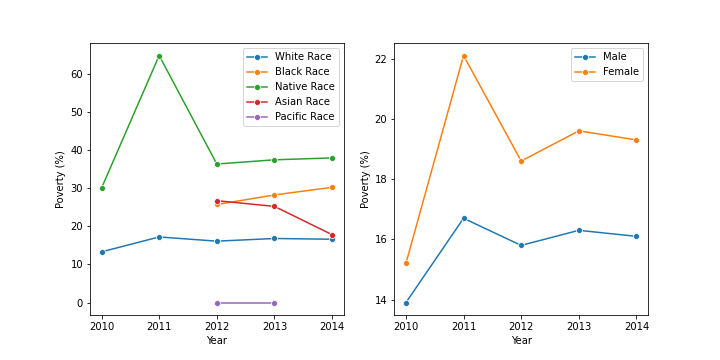 60
50
40
30
20
10
0
Poverty (%)
2010 2011 2012 2013 2014
Year
White Race
Black Race
Native Race
Asian Race
Pacific Race
22
20
18
16
14
Poverty (%)
2010 2011 2012 2013 2014
Year
Male
Female